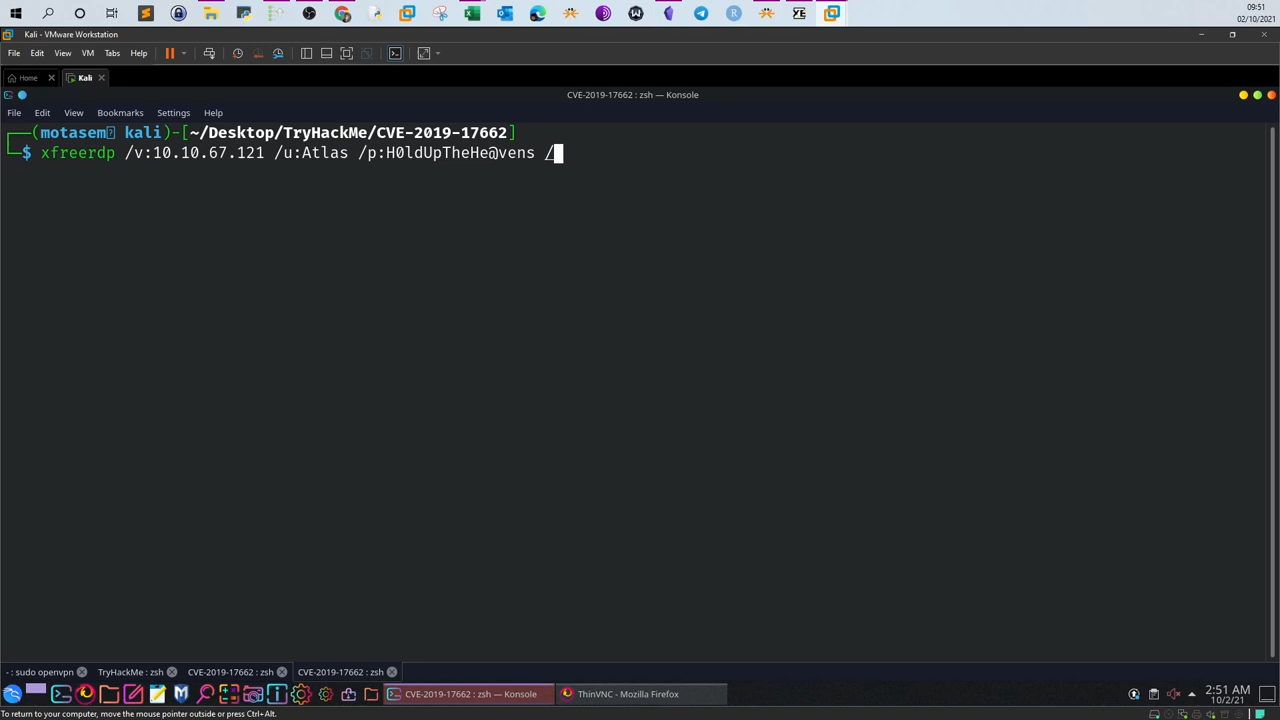 09:51
02/10/2021
Kali - VMware Workstation
File Edit View VM Tabs Help
Home Kali
CVE-2019-17662 : zsh — Konsole
File Edit View Bookmarks Settings Help
(motasem kali)-[~/Desktop/TryHackMe/CVE-2019-17662]
$ xfreerdp /v:10.10.67.121 /u:Atlas /p:H0ldUpTheHe@vens /
- : sudo openvpn TryHackMe : zsh CVE-2019-17662 : zsh CVE-2019-17662 : zsh
CVE-2019-17662 : zsh — Konsole ThinVNC - Mozilla Firefox
2:51 AM
10/2/21
To return to your computer, move the mouse pointer outside or press Ctrl+Alt.